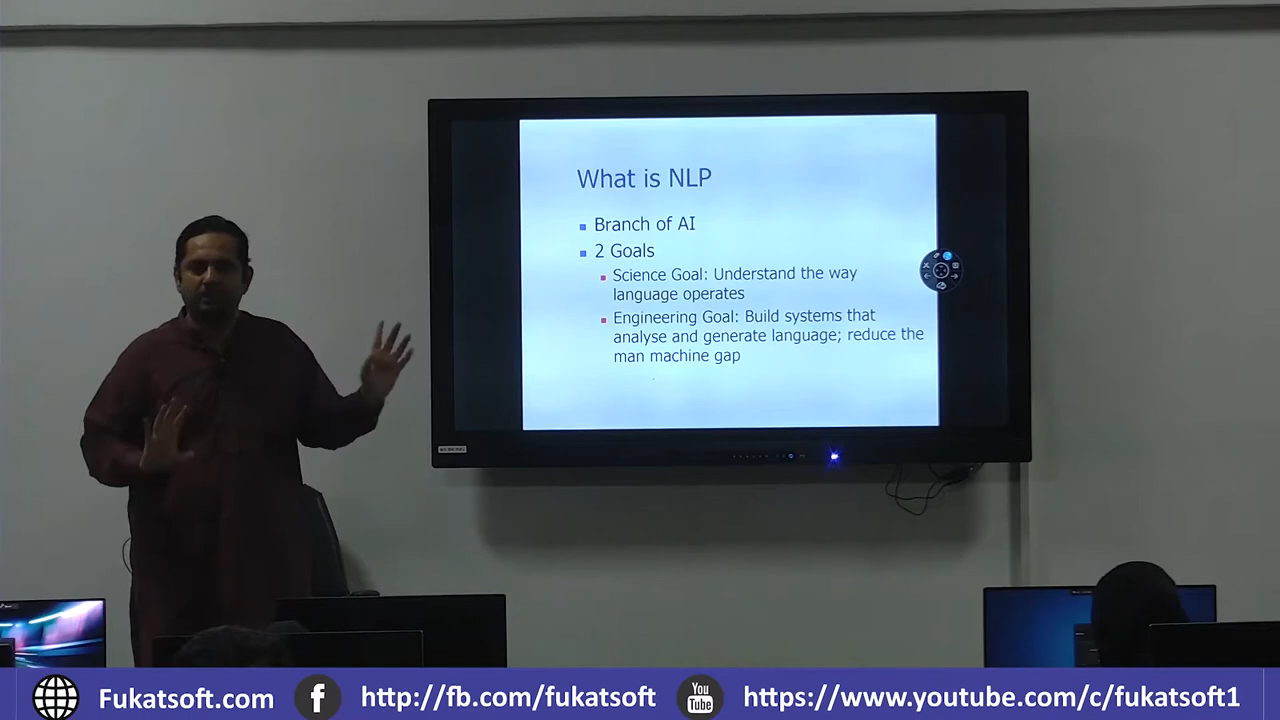 What is NLP
Branch of AI
2 Goals
Science Goal: Understand the way
language operates
Engineering Goal: Build systems that
analyse and generate language; reduce the
man machine gap
Fukatsoft.com
http://fb.com/fukatsoft
You
Tube
https://www.youtube.com/c/fukatsoft1